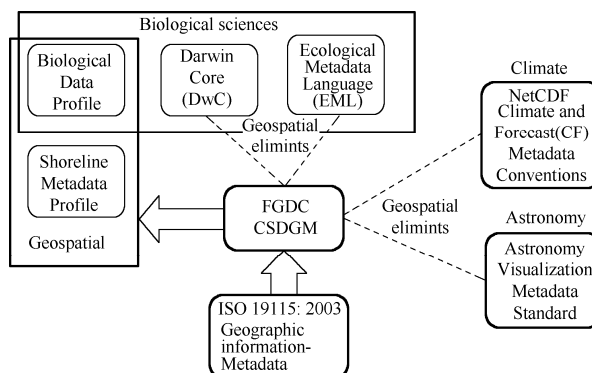 Biological sciences
Biological
Data
Profile
Darwin
Core
(DwC)
Ecological
Metadata
Language
(EML)
Geospatial
elimints
Shoreline
Metadata
Profile
Geospatial
FGDC
CSDGM
ISO 19115: 2003
Geographic
information-
Metadata
Geospatial
elimints
Climate
NetCDF
Climate and
Forecast(CF)
Metadata
Conventions
Astronomy
Astronomy
Visualization
Metadata
Standard